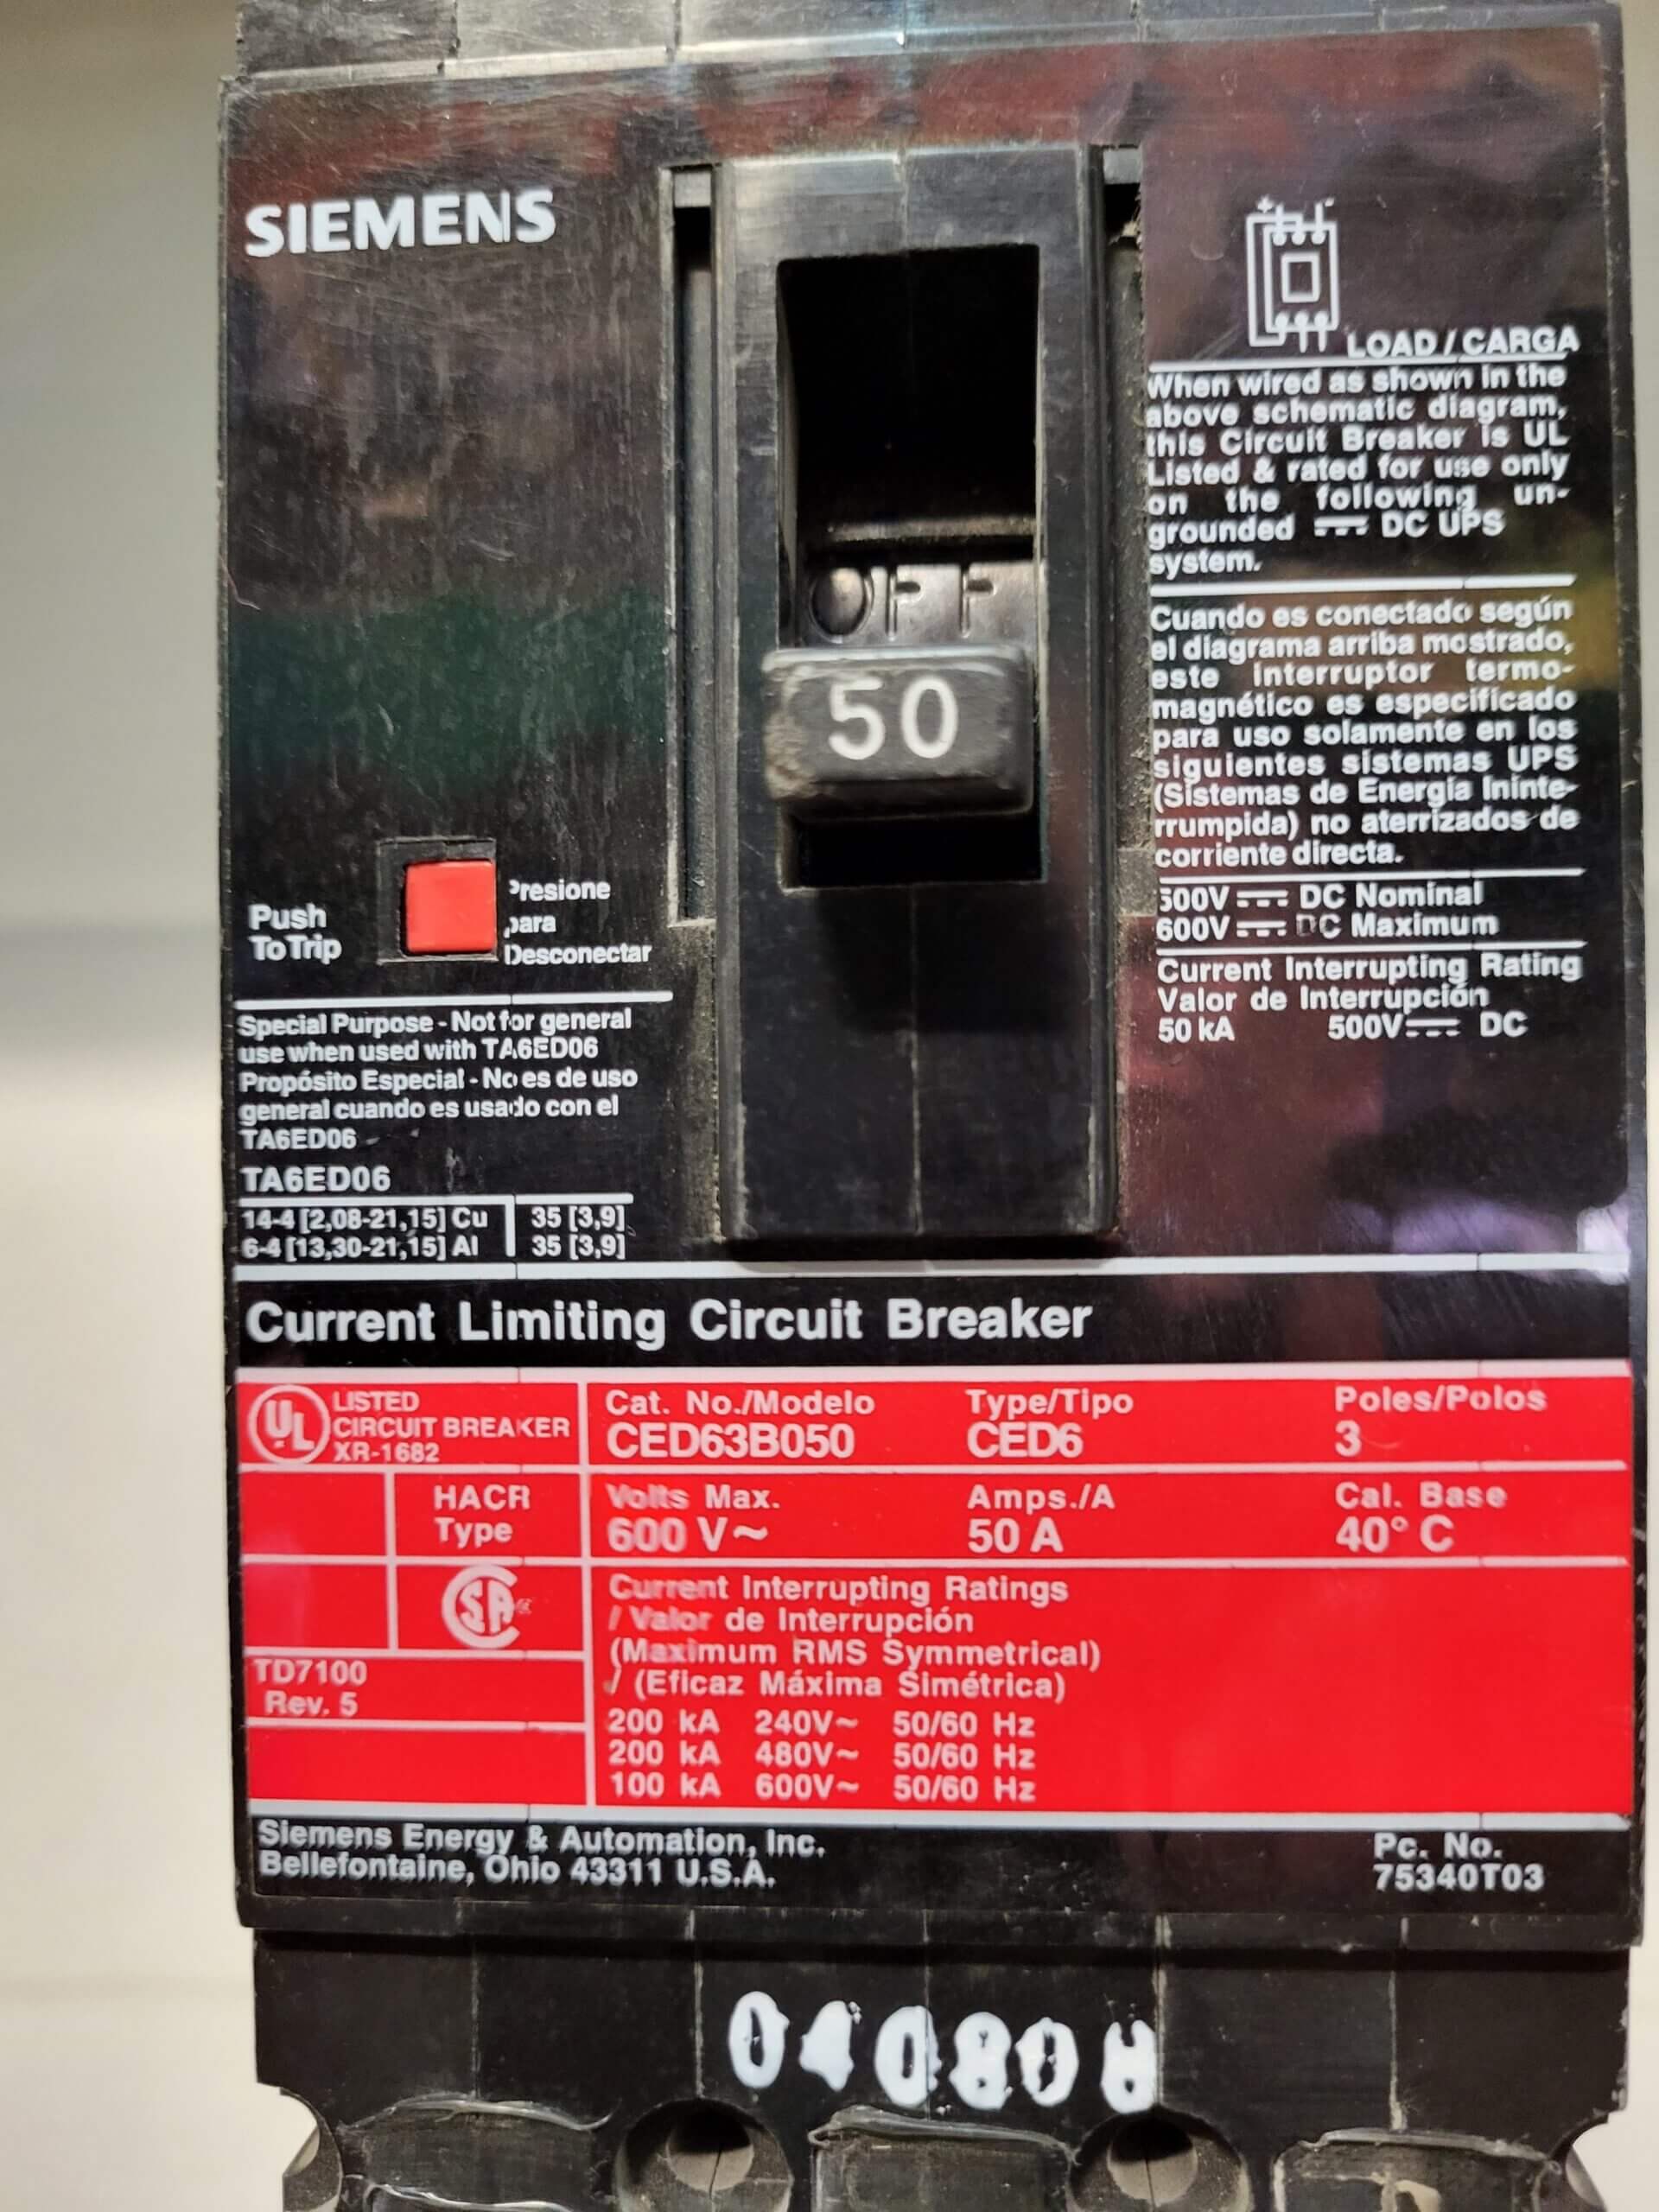 SIEMENS
OFF
50
Push
To Trip
Presione
para
Desconectar
Special Purpose - Not for general
use when used with TA6ED06
Propósito Especial - No es de uso
general cuando es usado con el
TA6ED06
TA6ED06
14-4 [2,08-21,15] Cu 35 [3,9]
6-4 [13,30-21,15] Al 35 [3,9]
+ -
LOAD / CARGA
When wired as shown in the
above schematic diagram,
this Circuit Breaker is UL
Listed & rated for use only
on the following un-
grounded ⎓ DC UPS
system.
Cuando es conectado según
el diagrama arriba mostrado,
este interruptor termo-
magnético es especificado
para uso solamente en los
siguientes sistemas UPS
(Sistemas de Energía Ininte-
rrumpida) no aterrizados de
corriente directa.
500V ⎓ DC Nominal
600V ⎓ DC Maximum
Current Interrupting Rating
Valor de Interrupción
50 kA 500V ⎓ DC
Current Limiting Circuit Breaker
UL LISTED
CIRCUIT BREAKER
XR-1682
HACR
Type
CSA
TD7100
Rev. 5
Cat. No./Modelo Type/Tipo Poles/Polos
CED63B050 CED6 3
Volts Max. Amps./A Cal. Base
600 V~ 50 A 40° C
Current Interrupting Ratings
/ Valor de Interrupción
(Maximum RMS Symmetrical)
/ (Eficaz Máxima Simétrica)
200 kA 240V~ 50/60 Hz
200 kA 480V~ 50/60 Hz
100 kA 600V~ 50/60 Hz
Siemens Energy & Automation, Inc.
Bellefontaine, Ohio 43311 U.S.A.
Pc. No.
75340T03